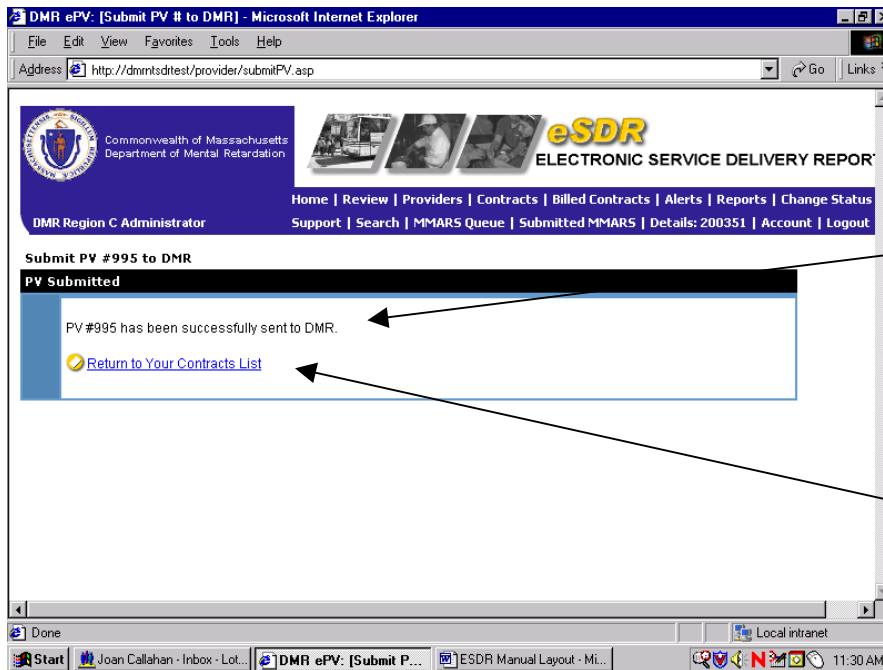 DMR ePV: [Submit PV # to DMR] - Microsoft Internet Explorer
File Edit View Favorites Tools Help
Address http://dmrntsdrtest/provider/submitPV.asp Go Links
Commonwealth of Massachusetts
Department of Mental Retardation
eSDR
ELECTRONIC SERVICE DELIVERY REPOR
Home | Review | Providers | Contracts | Billed Contracts | Alerts | Reports | Change Status
DMR Region C Administrator
Support | Search | MMARS Queue | Submitted MMARS | Details: 200351 | Account | Logout
Submit PV #995 to DMR
PV Submitted
PV #995 has been successfully sent to DMR.
Return to Your Contracts List
Done Local intranet
Start Joan Callahan - Inbox - Lot... DMR ePV: [Submit P... ESDR Manual Layout - Mi... 11:30 AM